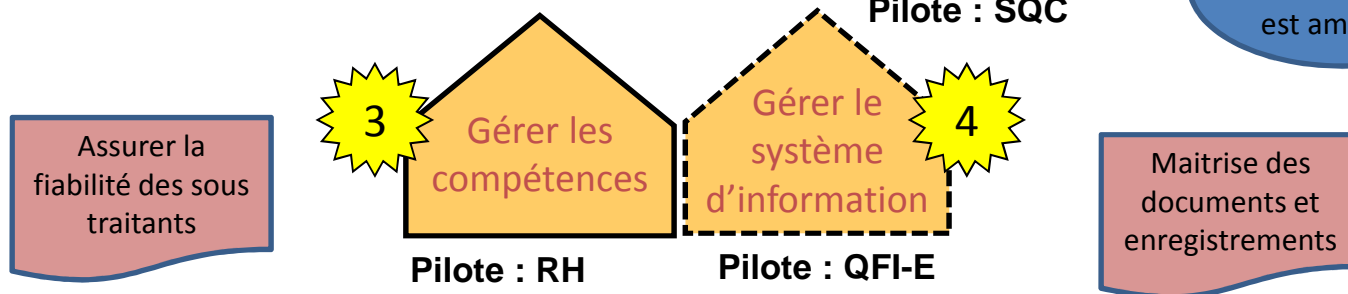 Pilote : SQC
est am
3
4
Gérer les
compétences
Gérer le
système
d’information
Assurer la
fiabilité des sous
traitants
Maitrise des
documents et
enregistrements
Pilote : RH
Pilote : QFI-E